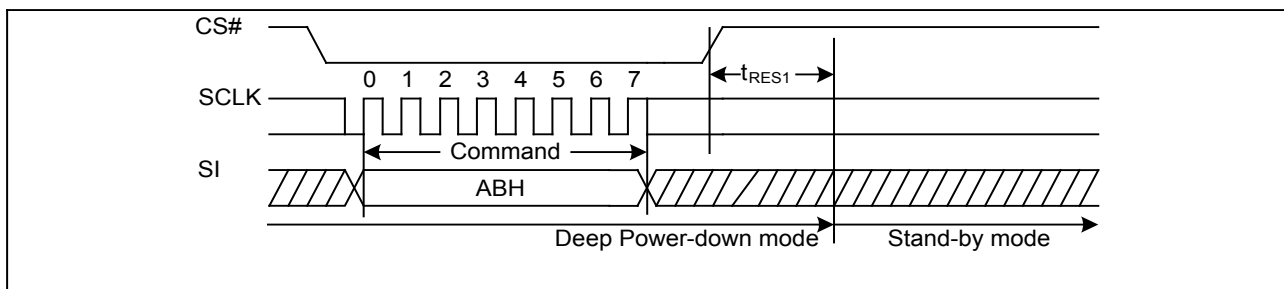 CS#
tRES1
0 1 2 3 4 5 6 7
SCLK
Command
SI
ABH
Deep Power-down mode Stand-by mode